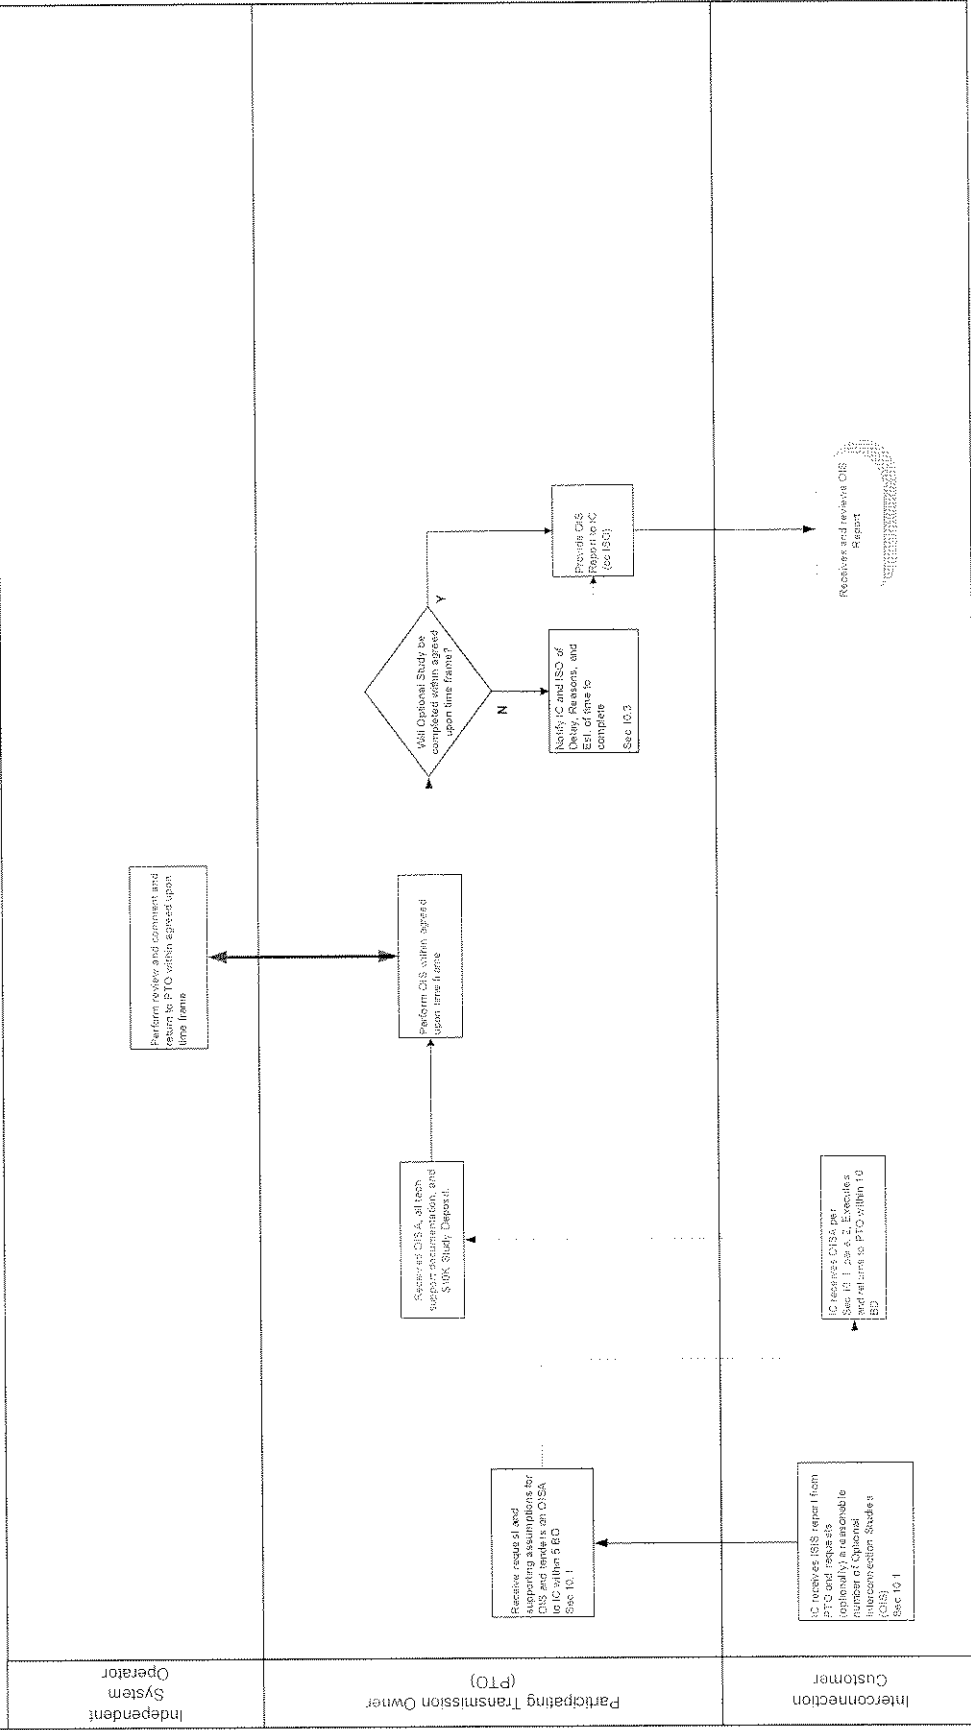 Independent
System
Operator
Perform review and comment and
return to PTO within agreed upon
time frame
Participating Transmission Owner
(PTO)
Receive request and
supporting assumptions for
OIS and tenders an OISA
to IC within 5 BD
Sec 10.1
Received OISA, all tech
support documentation, and
$10K Study Deposit.
Perform OIS within agreed
upon time frame
Will Optional Study be
completed within agreed
upon time frame?
Y
N
Notify IC and ISO of
Delay, Reasons, and
Est. of time to
complete
Sec 10.3
Provide OIS
Report to IC
(cc ISO)
Interconnection
Customer
IC receives ISIS report from
PTO and requests
(optionally) a reasonable
number of Optional
Interconnection Studies
(OIS)
Sec 10.1
IC receives OISA per
Sec 10.1, para. 2, Executes
and returns to PTO within 10
BD
Receives and reviews OIS
Report